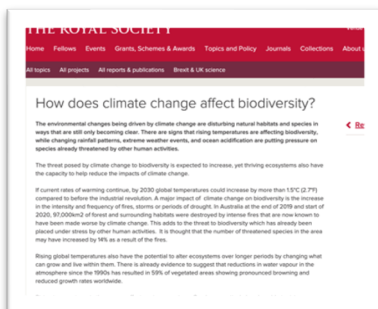 THE ROYAL SOCIETY
Home Fellows Events Grants, Schemes & Awards Topics and Policy Journals Collections About
All topics All projects All reports & publications Brexit & UK science
How does climate change affect biodiversity?
The environmental changes being driven by climate change are disturbing natural habitats and species in
ways that are still only becoming clear. There are signs that rising temperatures are affecting biodiversity,
while changing rainfall patterns, extreme weather events, and ocean acidification are putting pressure on
species already threatened by other human activities.
Re
The threat posed by climate change to biodiversity is expected to increase, yet thriving ecosystems also have
the capacity to help reduce the impacts of climate change.
If current rates of warming continue, by 2030 global temperatures could increase by more than 1.5°C (2.7°F)
compared to before the industrial revolution. A major impact of climate change on biodiversity is the increase
in the intensity and frequency of fires, storms or periods of drought. In Australia at the end of 2019 and start of
2020, 97,000km2 of forest and surrounding habitats were destroyed by intense fires that are now known to
have been made worse by climate change. This adds to the threat to biodiversity which has already been
placed under stress by other human activities. It is thought that the number of threatened species in the area
may have increased by 14% as a result of the fires.
Rising global temperatures also have the potential to alter ecosystems over longer periods by changing what
can grow and live within them. There is already evidence to suggest that reductions in water vapour in the
atmosphere since the 1990s has resulted in 59% of vegetated areas showing pronounced browning and
reduced growth rates worldwide.